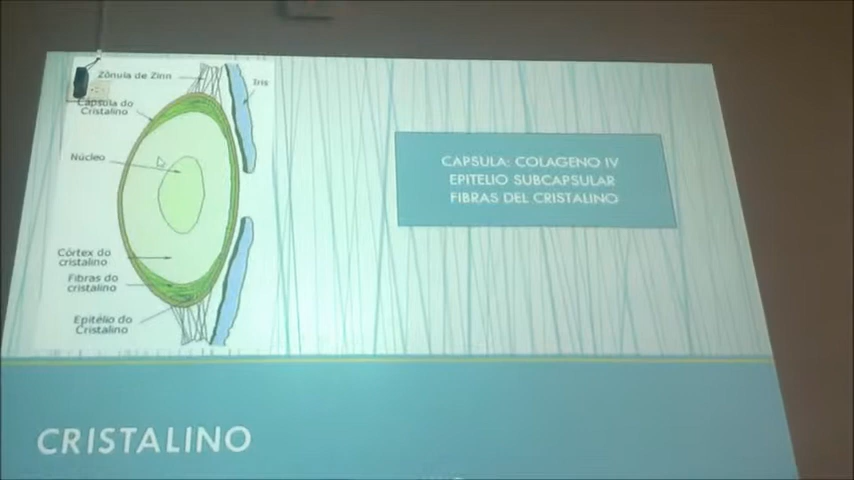 Zônula de Zinn
Iris
Cápsula do
Cristalino
Núcleo
Córtex do
cristalino
Fibras do
cristalino
Epitélio do
Cristalino
CAPSULA: COLAGENO IV
EPITELIO SUBCAPSULAR
FIBRAS DEL CRISTALINO
CRISTALINO